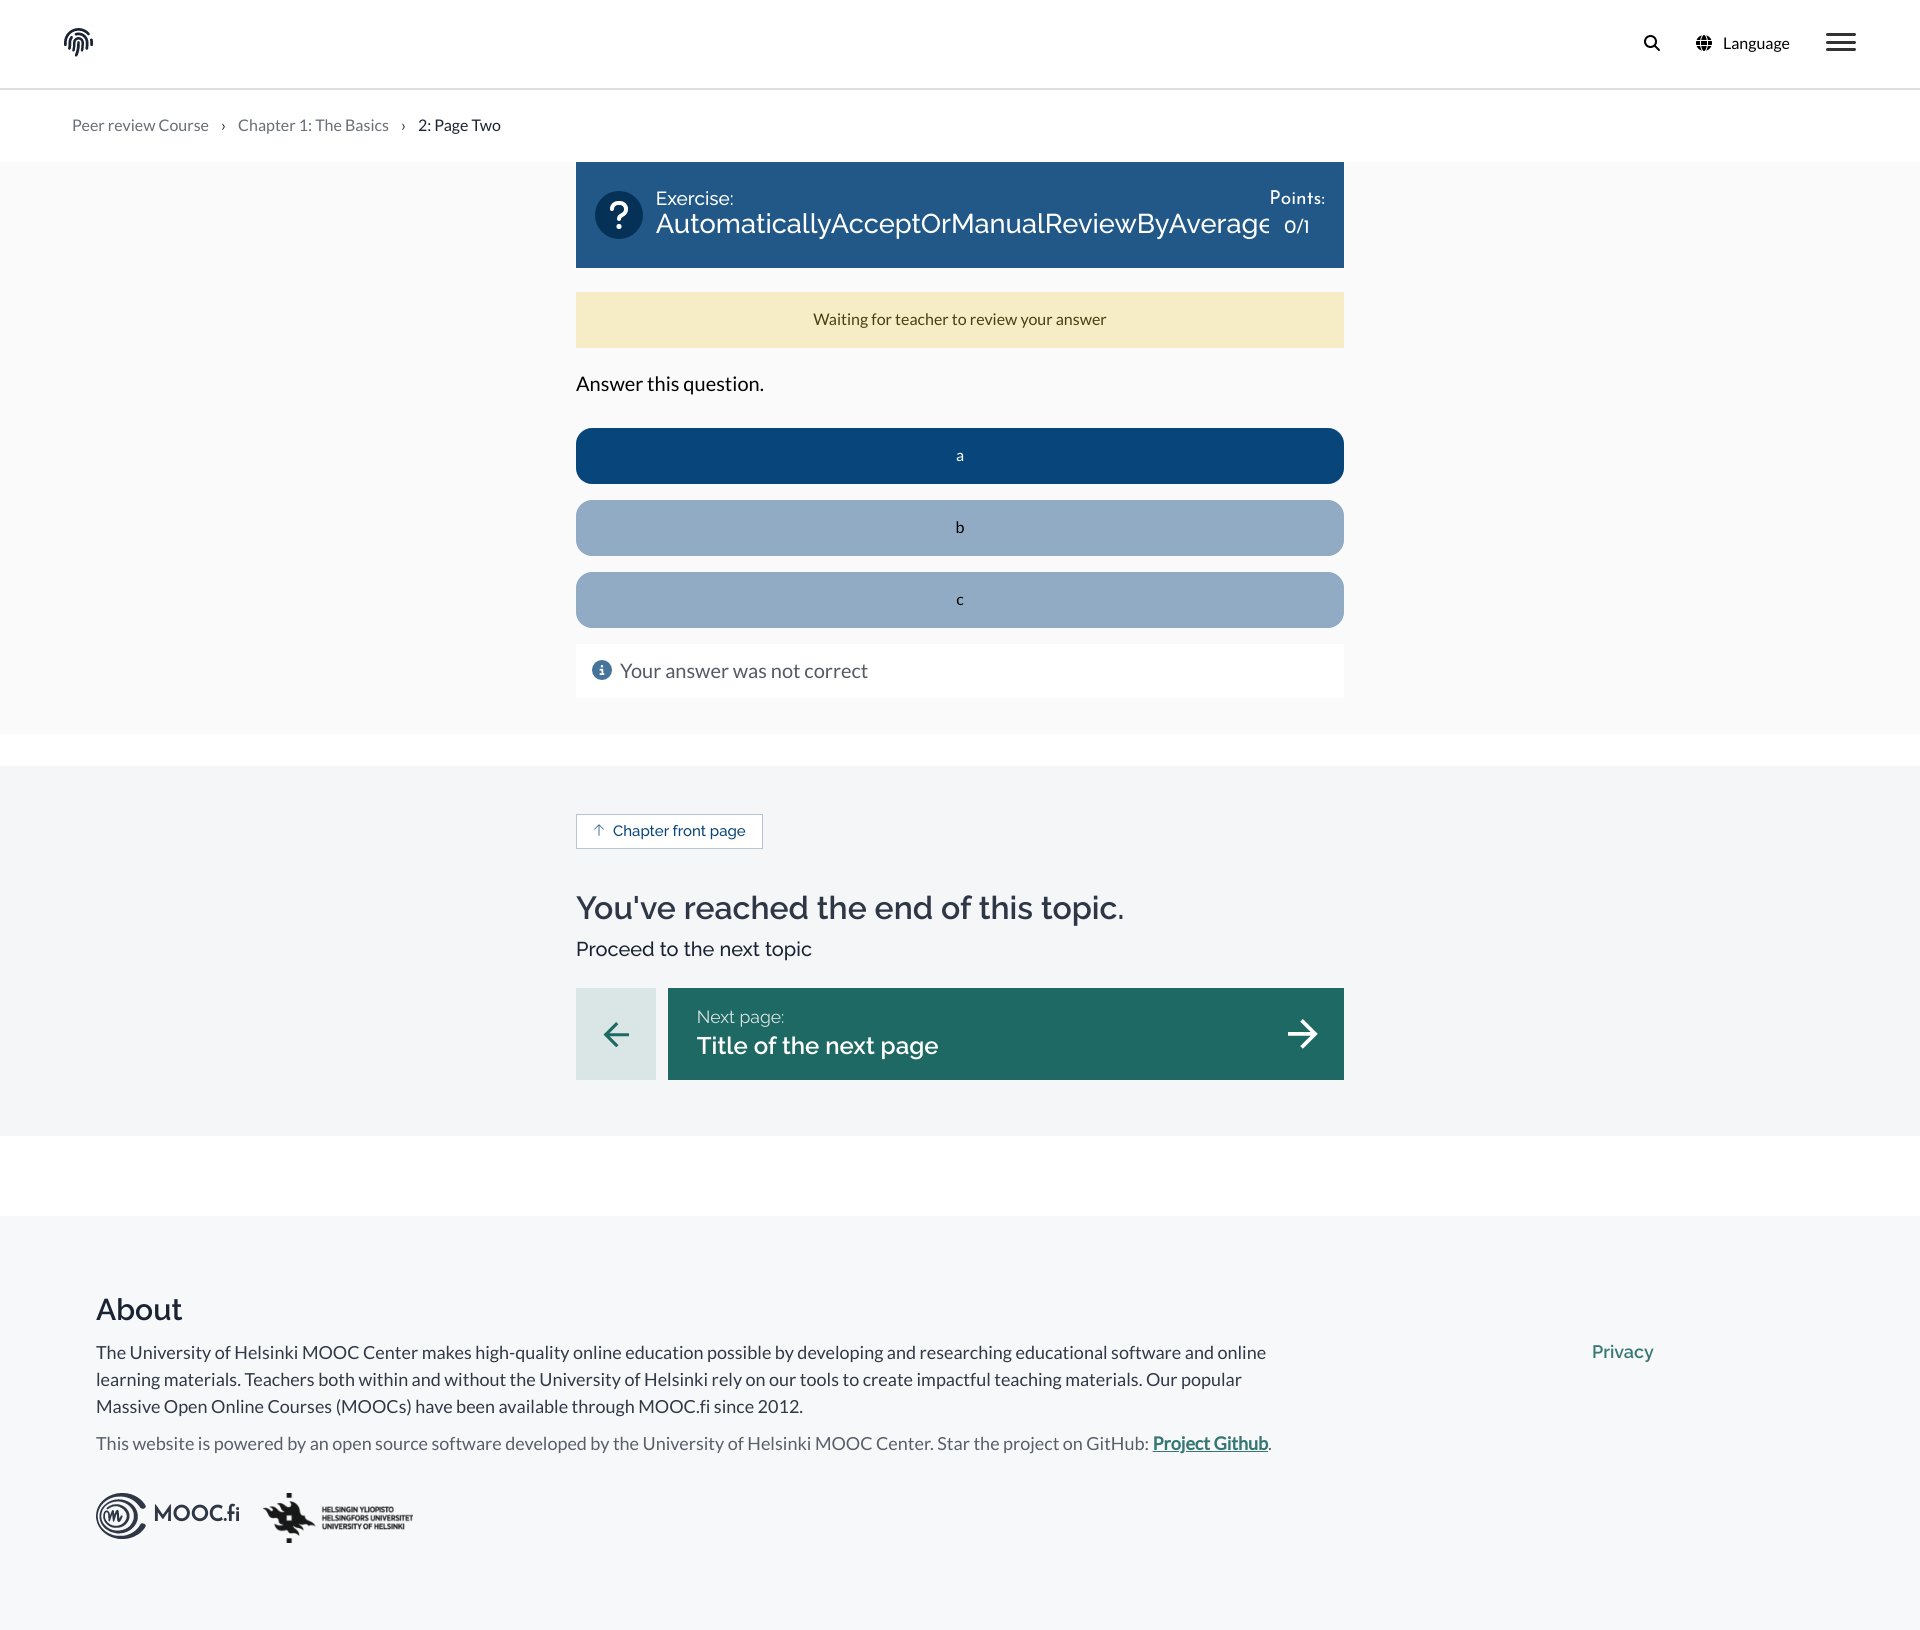 Language
Peer review Course › Chapter 1: The Basics › 2: Page Two
Exercise:
AutomaticallyAcceptOrManualReviewByAverage
Points:
0/1
Waiting for teacher to review your answer
Answer this question.
a
b
c
Your answer was not correct
Chapter front page
You've reached the end of this topic.
Proceed to the next topic
Next page:
Title of the next page
About
The University of Helsinki MOOC Center makes high-quality online education possible by developing and researching educational software and online
learning materials. Teachers both within and without the University of Helsinki rely on our tools to create impactful teaching materials. Our popular
Massive Open Online Courses (MOOCs) have been available through MOOC.fi since 2012.
This website is powered by an open source software developed by the University of Helsinki MOOC Center. Star the project on GitHub: Project Github.
Privacy
MOOC.fi
HELSINGIN YLIOPISTO
HELSINGFORS UNIVERSITET
UNIVERSITY OF HELSINKI